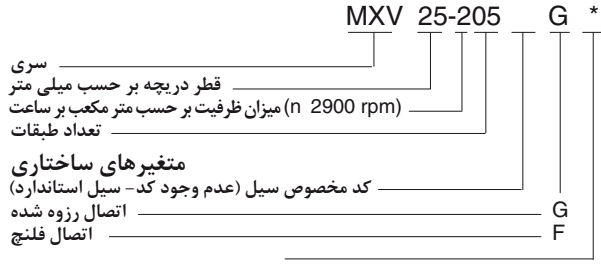 MXV 25-205 G *
سری
قطر دریچه بر حسب میلی متر
میزان ظرفیت بر حسب متر مکعب بر ساعت (n 2900 rpm)
تعداد طبقات
متغیرهای ساختاری
کد مخصوص سیل (عدم وجود کد- سیل استاندارد)
اتصال رزوه شده G
اتصال فلنچ F